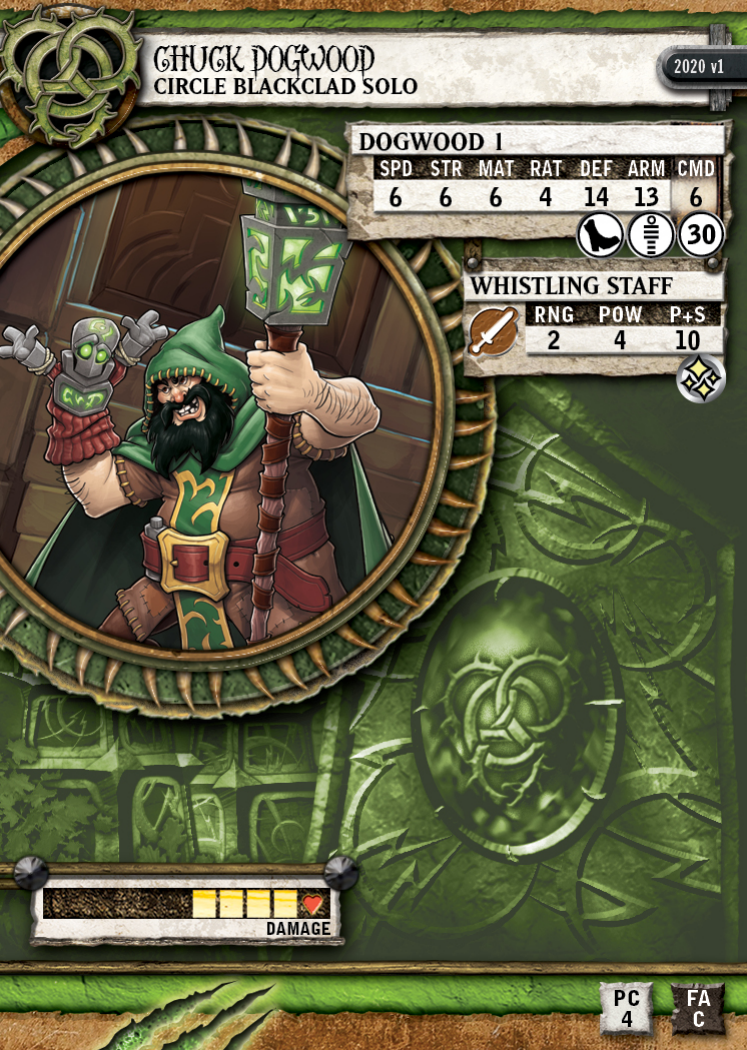 CHUCK DOGWOOD
CIRCLE BLACKCLAD SOLO
2020 v1
DOGWOOD 1
SPD STR MAT RAT DEF ARM CMD
6 6 6 4 14 13 6
30
WHISTLING STAFF
RNG POW P+S
2 4 10
DAMAGE
PC FA
4 C